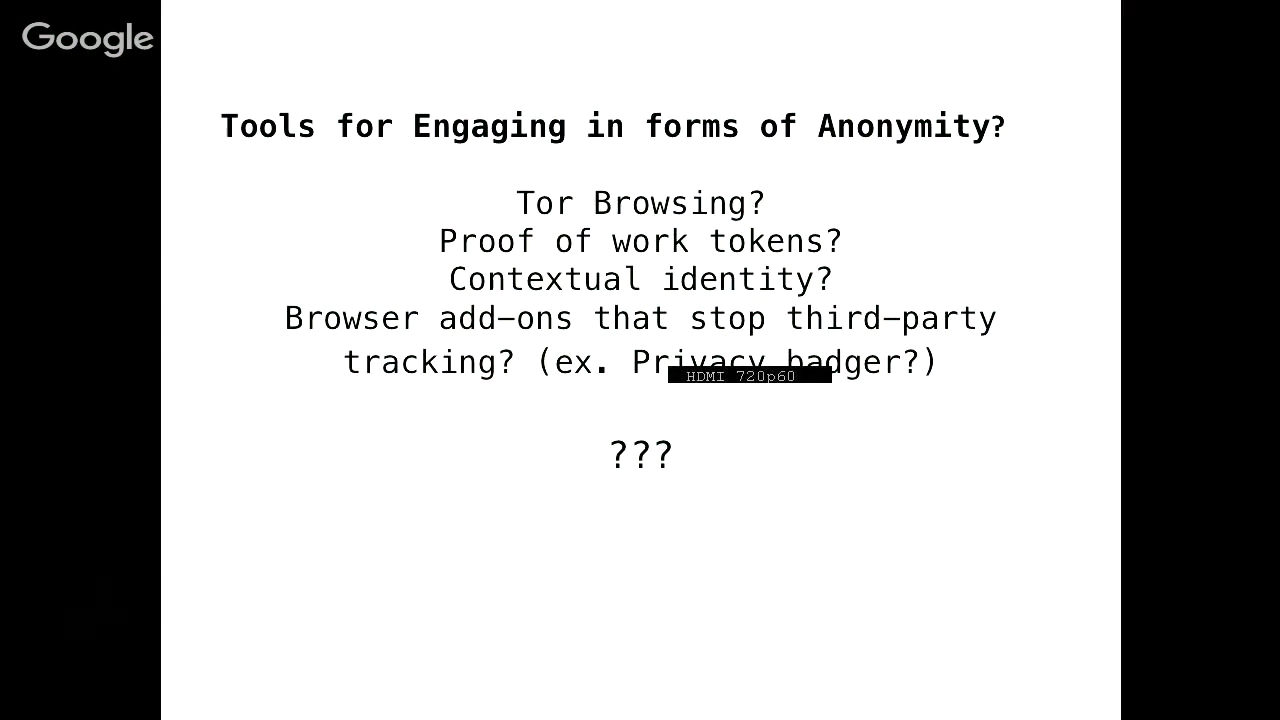 Google
Tools for Engaging in forms of Anonymity?
Tor Browsing?
Proof of work tokens?
Contextual identity?
Browser add-ons that stop third-party
tracking? (ex. Privacy badger?)
HDMI 720p60
???